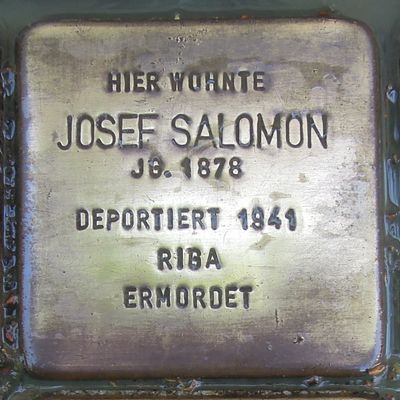 HIER WOHNTE
JOSEF SALOMON
JG. 1878
DEPORTIERT 1941
RIGA
ERMORDET